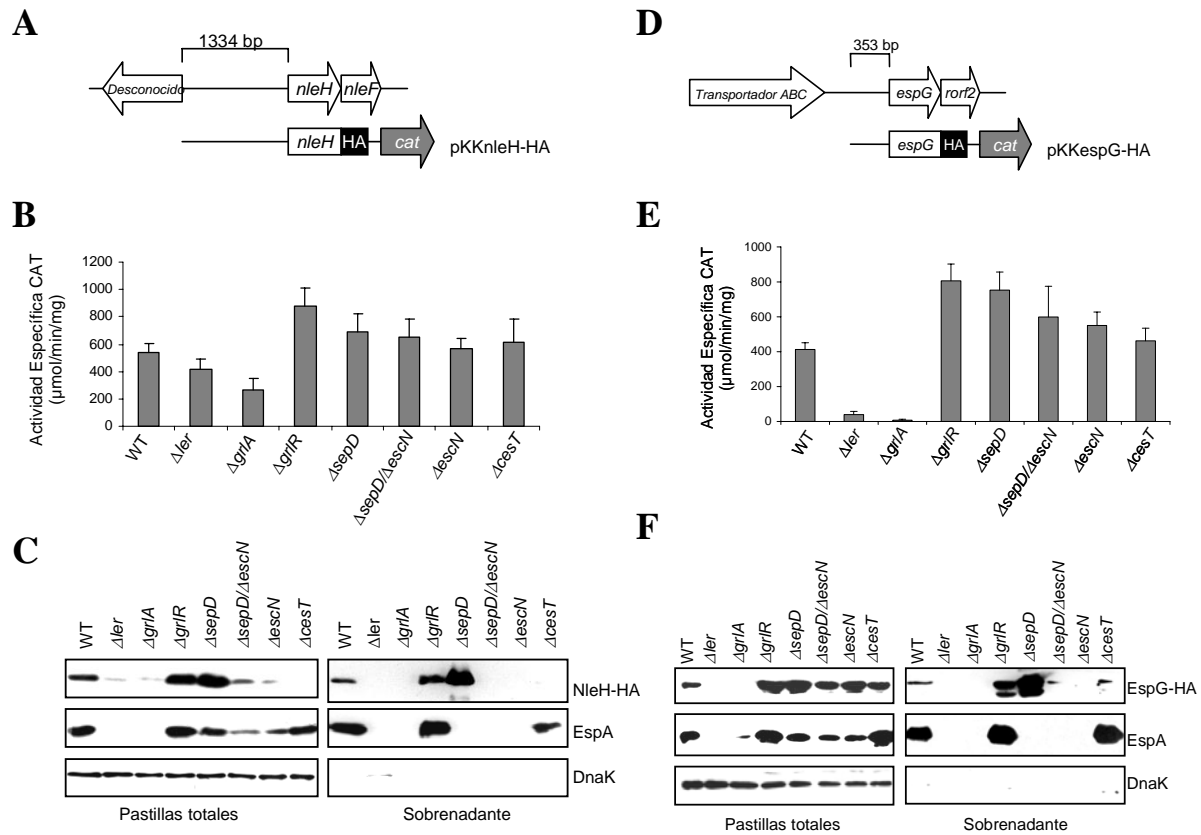 A
1334 bp
Desconocido
nleH
nleF
nleH
HA
cat
pKKnleH-HA
B
Actividad Específica CAT
(µmol/min/mg)
1200
1000
800
600
400
200
0
WT
Δler
ΔgrlA
ΔgrlR
ΔsepD
ΔsepD/ΔescN
ΔescN
ΔcesT
C
WT
Δler
ΔgrlA
ΔgrlR
ΔsepD
ΔsepD/ΔescN
ΔescN
ΔcesT
WT
Δler
ΔgrlA
ΔgrlR
ΔsepD
ΔsepD/ΔescN
ΔescN
ΔcesT
NleH-HA
EspA
DnaK
Pastillas totales
Sobrenadante
D
353 bp
Transportador ABC
espG
rorf2
espG
HA
cat
pKKespG-HA
E
Actividad Específica CAT
(µmol/min/mg)
1000
800
600
400
200
0
WT
Δler
ΔgrlA
ΔgrlR
ΔsepD
ΔsepD/ΔescN
ΔescN
ΔcesT
F
WT
Δler
ΔgrlA
ΔgrlR
ΔsepD
ΔsepD/ΔescN
ΔescN
ΔcesT
WT
Δler
ΔgrlA
ΔgrlR
ΔsepD
ΔsepD/ΔescN
ΔescN
ΔcesT
EspG-HA
EspA
DnaK
Pastillas totales
Sobrenadante